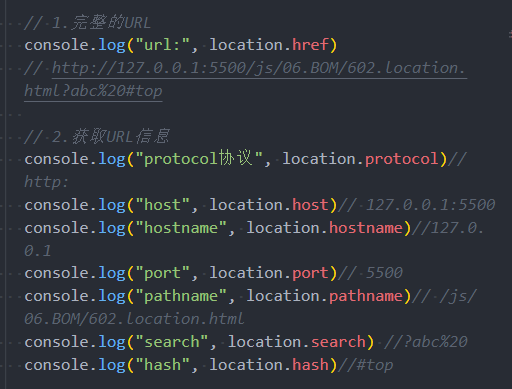 // 1.完整的URL
console.log("url:", location.href)
// http://127.0.0.1:5500/js/06.BOM/602.location.
html?abc%20#top
// 2.获取URL信息
console.log("protocol协议", location.protocol)//
http:
console.log("host", location.host)// 127.0.0.1:5500
console.log("hostname", location.hostname)//127.0.
0.1
console.log("port", location.port)// 5500
console.log("pathname", location.pathname)// /js/
06.BOM/602.location.html
console.log("search", location.search) //?abc%20
console.log("hash", location.hash)//#top